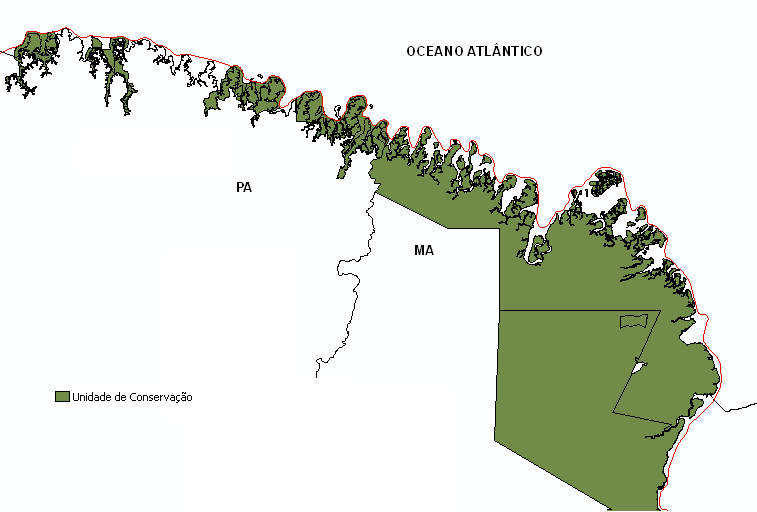 OCEANO ATLÂNTICO
PA
MA
Unidade de Conservação